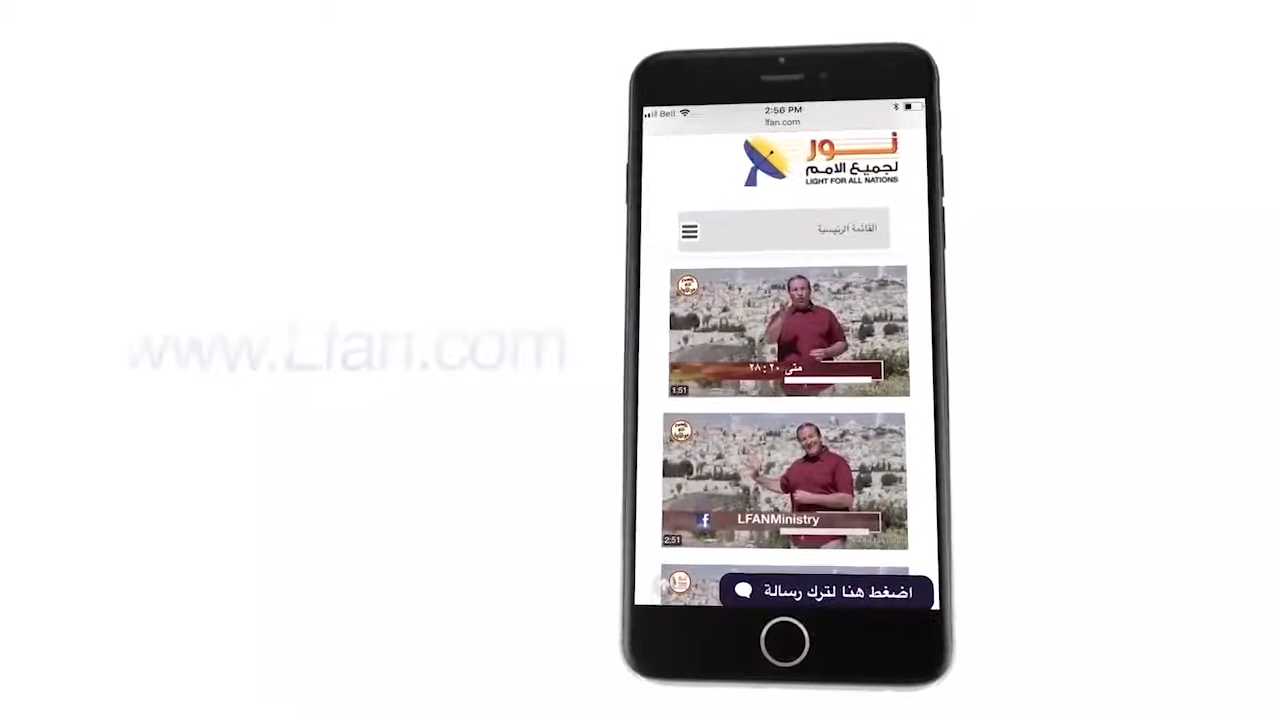 www.Lfan.com
Bell
2:56 PM
lfan.com
نور
لجميع الامم
LIGHT FOR ALL NATIONS
القائمة الرئيسية
متى ٢٨:٢٠
1:51
LFANMinistry
2:51
اضغط هنا لترك رسالة